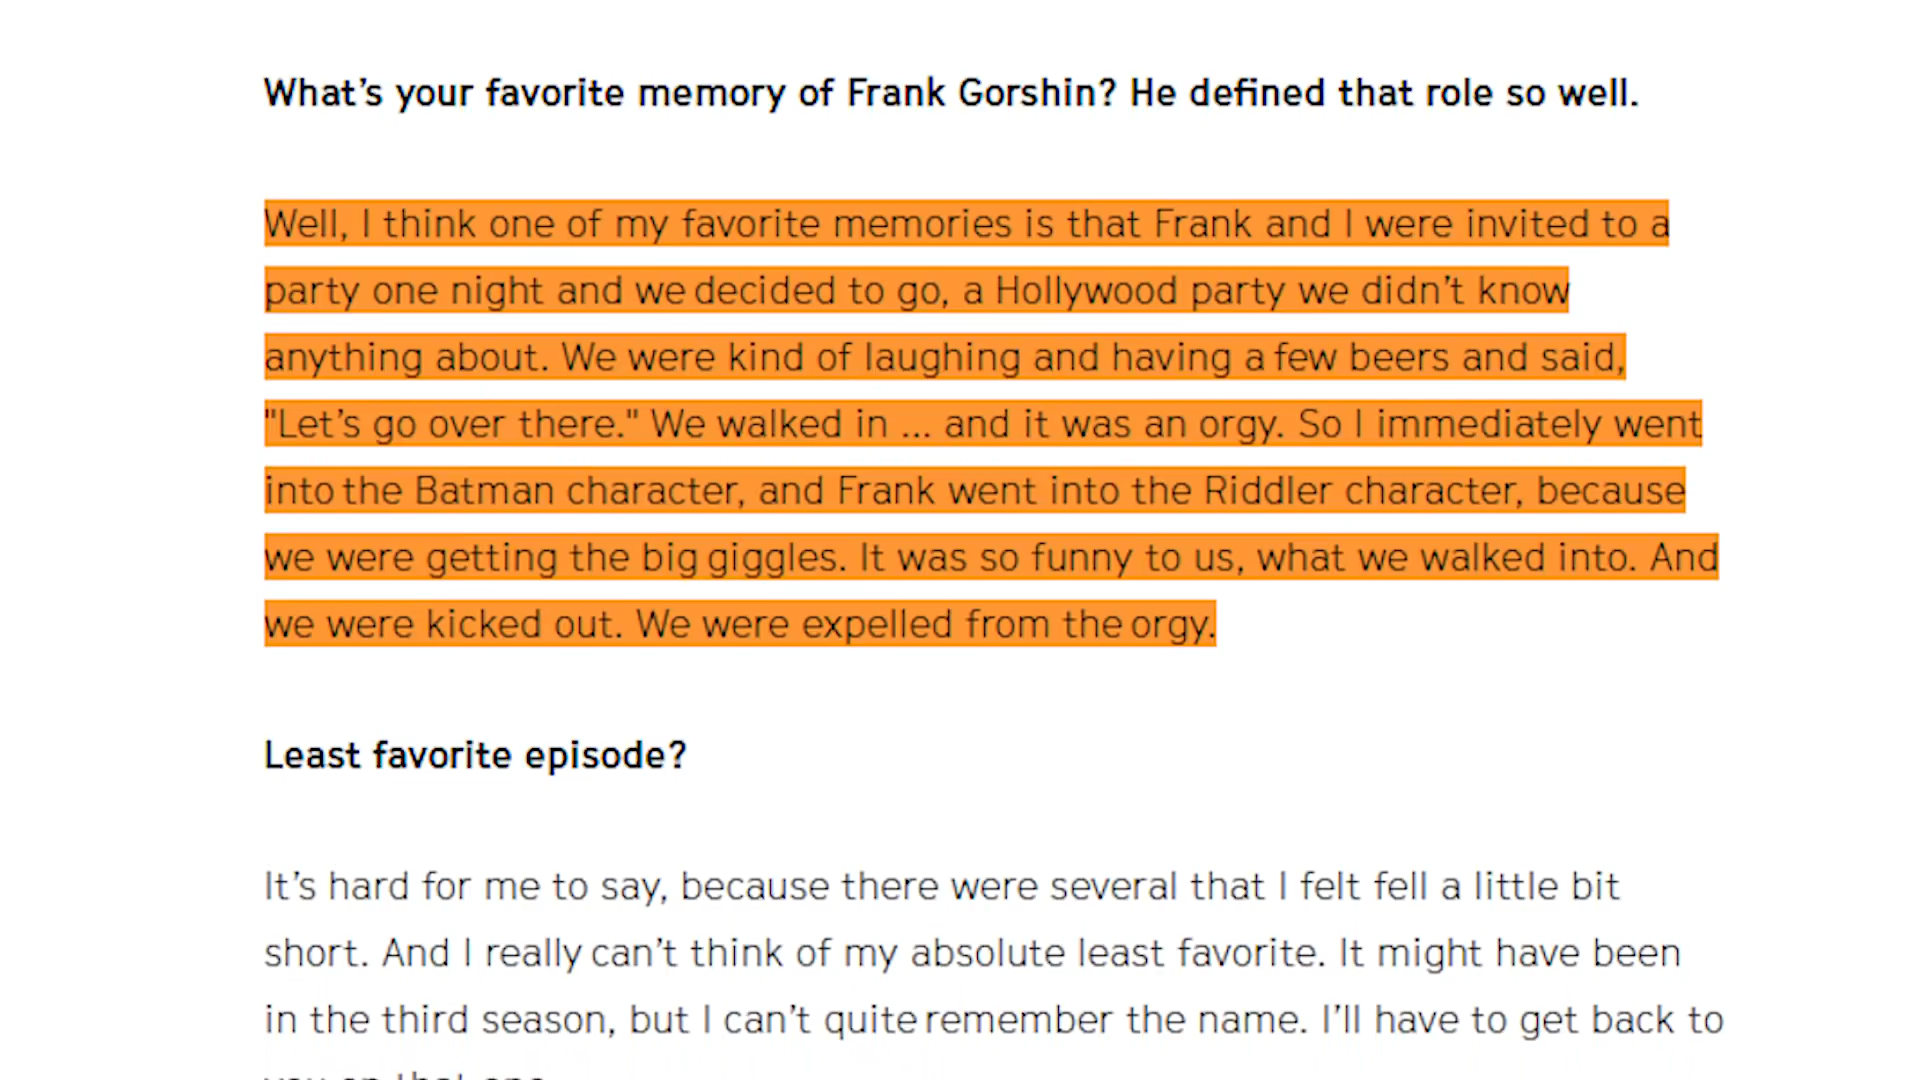 What’s your favorite memory of Frank Gorshin? He defined that role so well.
Well, I think one of my favorite memories is that Frank and I were invited to a
party one night and we decided to go, a Hollywood party we didn’t know
anything about. We were kind of laughing and having a few beers and said,
"Let’s go over there." We walked in ... and it was an orgy. So I immediately went
into the Batman character, and Frank went into the Riddler character, because
we were getting the big giggles. It was so funny to us, what we walked into. And
we were kicked out. We were expelled from the orgy.
Least favorite episode?
It’s hard for me to say, because there were several that I felt fell a little bit
short. And I really can’t think of my absolute least favorite. It might have been
in the third season, but I can’t quite remember the name. I’ll have to get back to
you on that one.